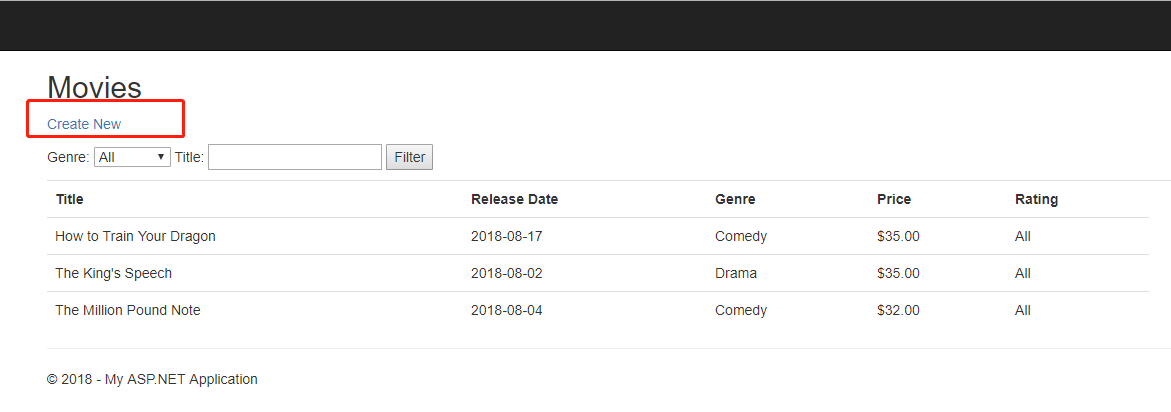 Movies
Create New
Genre: All Title: Filter
Title Release Date Genre Price Rating
How to Train Your Dragon 2018-08-17 Comedy $35.00 All
The King's Speech 2018-08-02 Drama $35.00 All
The Million Pound Note 2018-08-04 Comedy $32.00 All
© 2018 - My ASP.NET Application